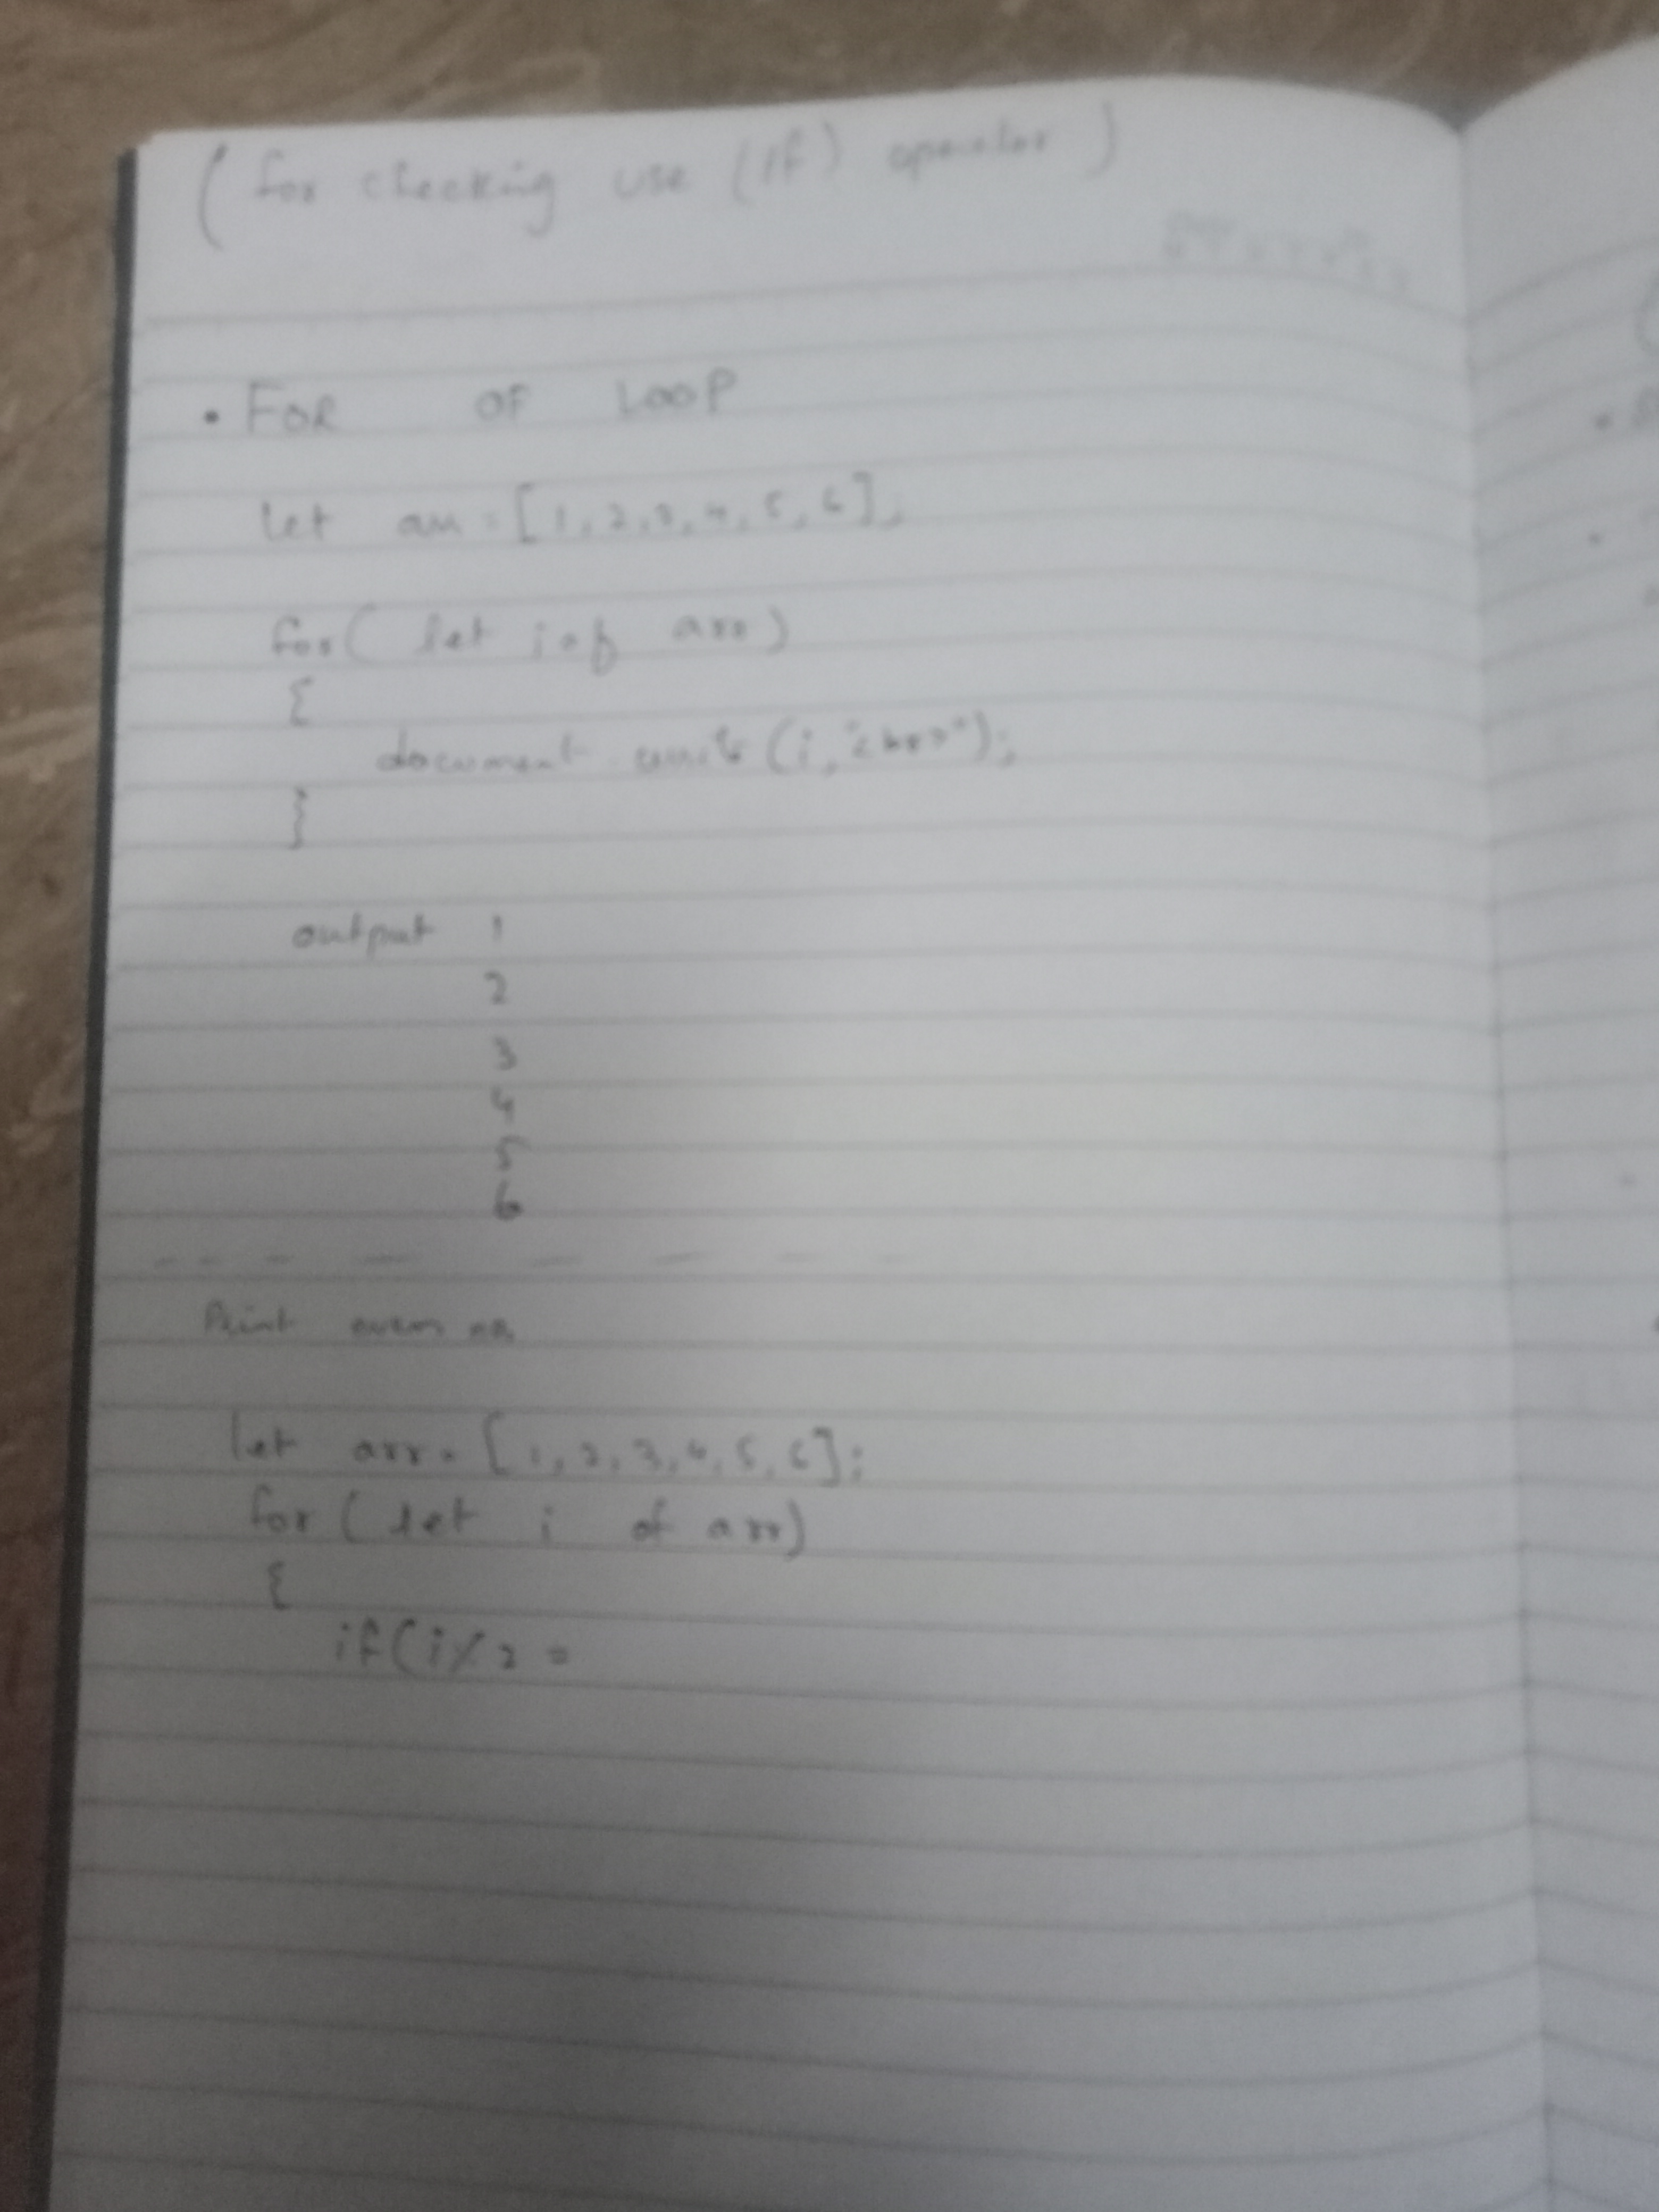 (for checking use (if) operator)
• FOR OF LOOP
let arr = [1, 2, 3, 4, 5, 6];
for( let i of arr)
{
document write (i, "<br>");
}
output 1
2
3
4
5
6
Print even no.
let arr = [1, 2, 3, 4, 5, 6];
for ( let i of arr)
{
if(i%2 =